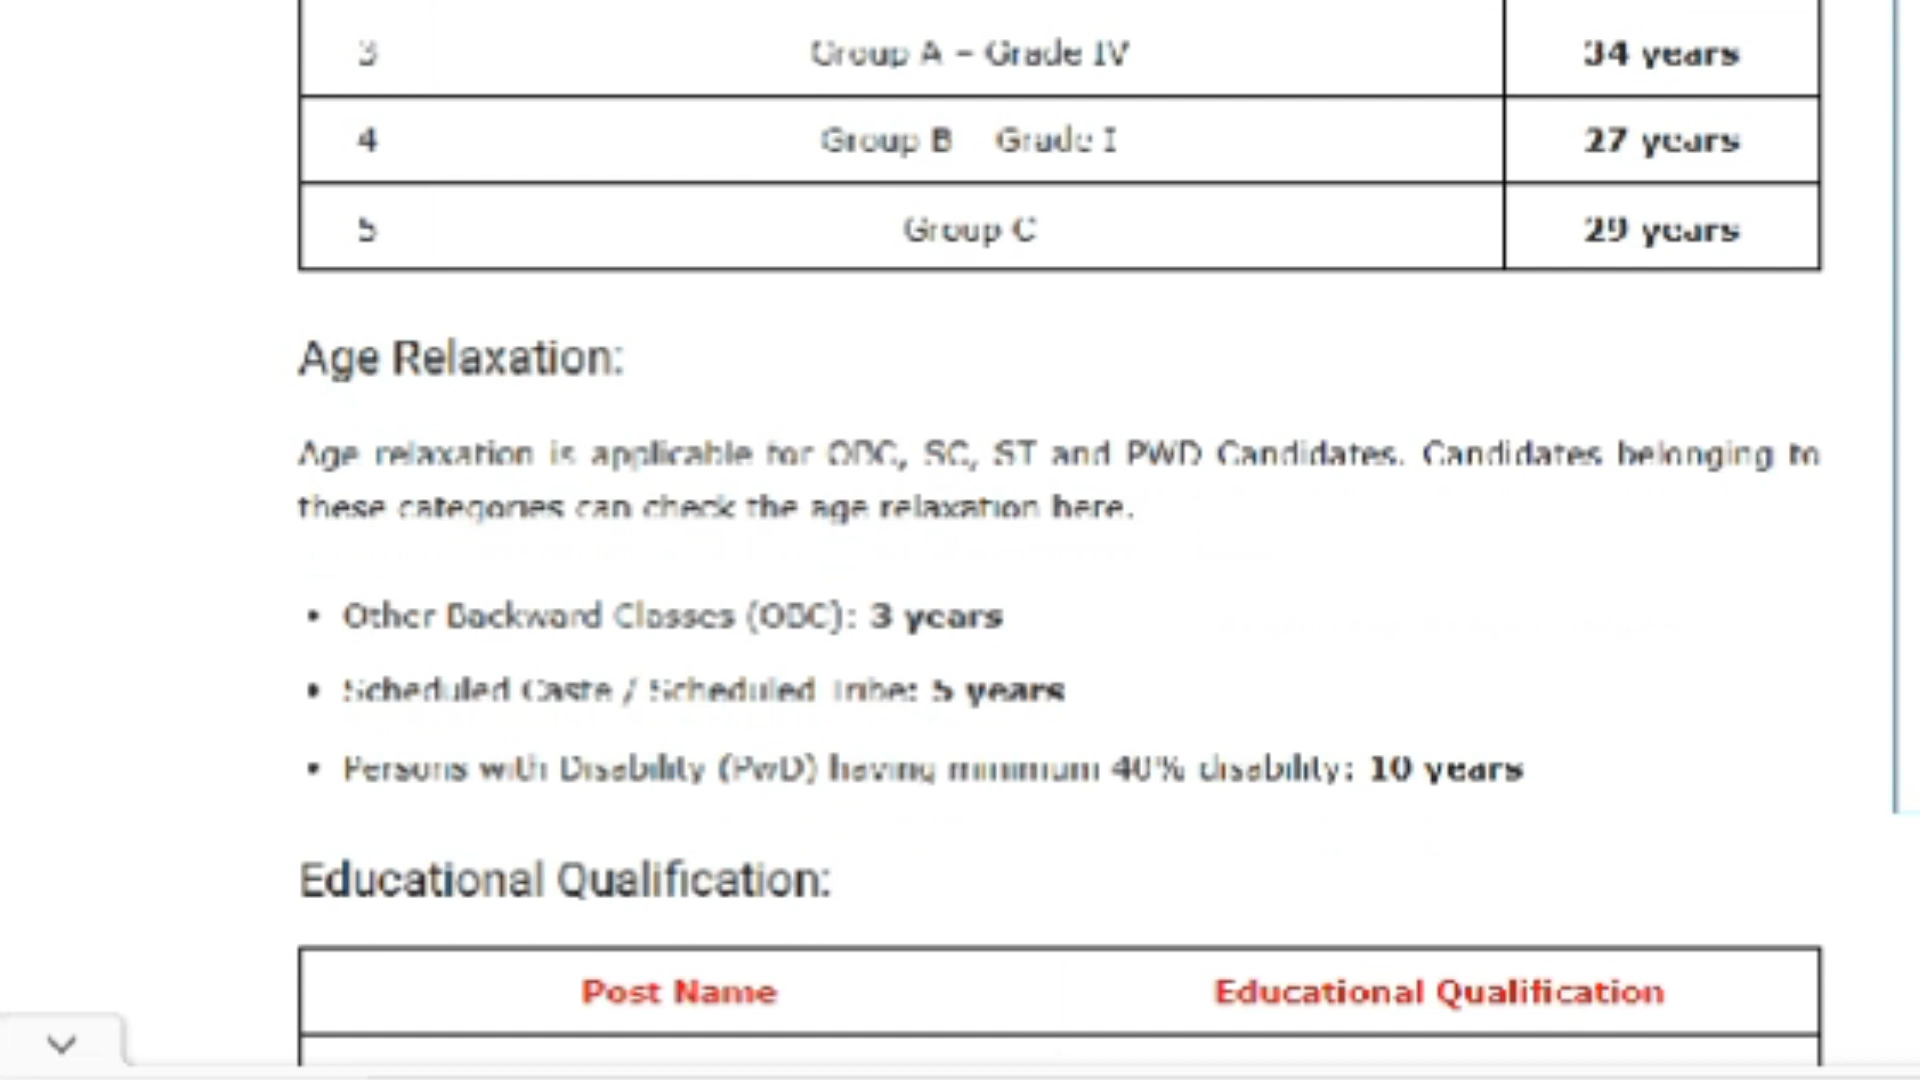 3 Group A – Grade IV 34 years
4 Group B Grade I 27 years
5 Group C 29 years
Age Relaxation:
Age relaxation is applicable for OBC, SC, ST and PWD Candidates. Candidates belonging to
these categories can check the age relaxation here.
• Other Backward Classes (OBC): 3 years
• Scheduled Caste / Scheduled Tribe: 5 years
• Persons with Disability (PwD) having minimum 40% disability: 10 years
Educational Qualification:
Post Name Educational Qualification